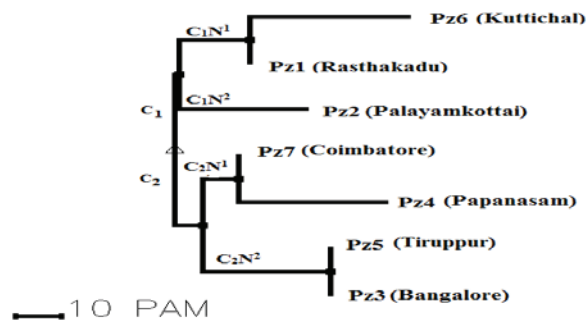 Pz6 (Kuttichal)
C₁N¹
Pz1 (Rasthakadu)
C₁N²
C₁
Pz2 (Palayamkottai)
Pz7 (Coimbatore)
C₂N¹
C₂
Pz4 (Papanasam)
Pz5 (Tiruppur)
C₂N²
Pz3 (Bangalore)
10 PAM